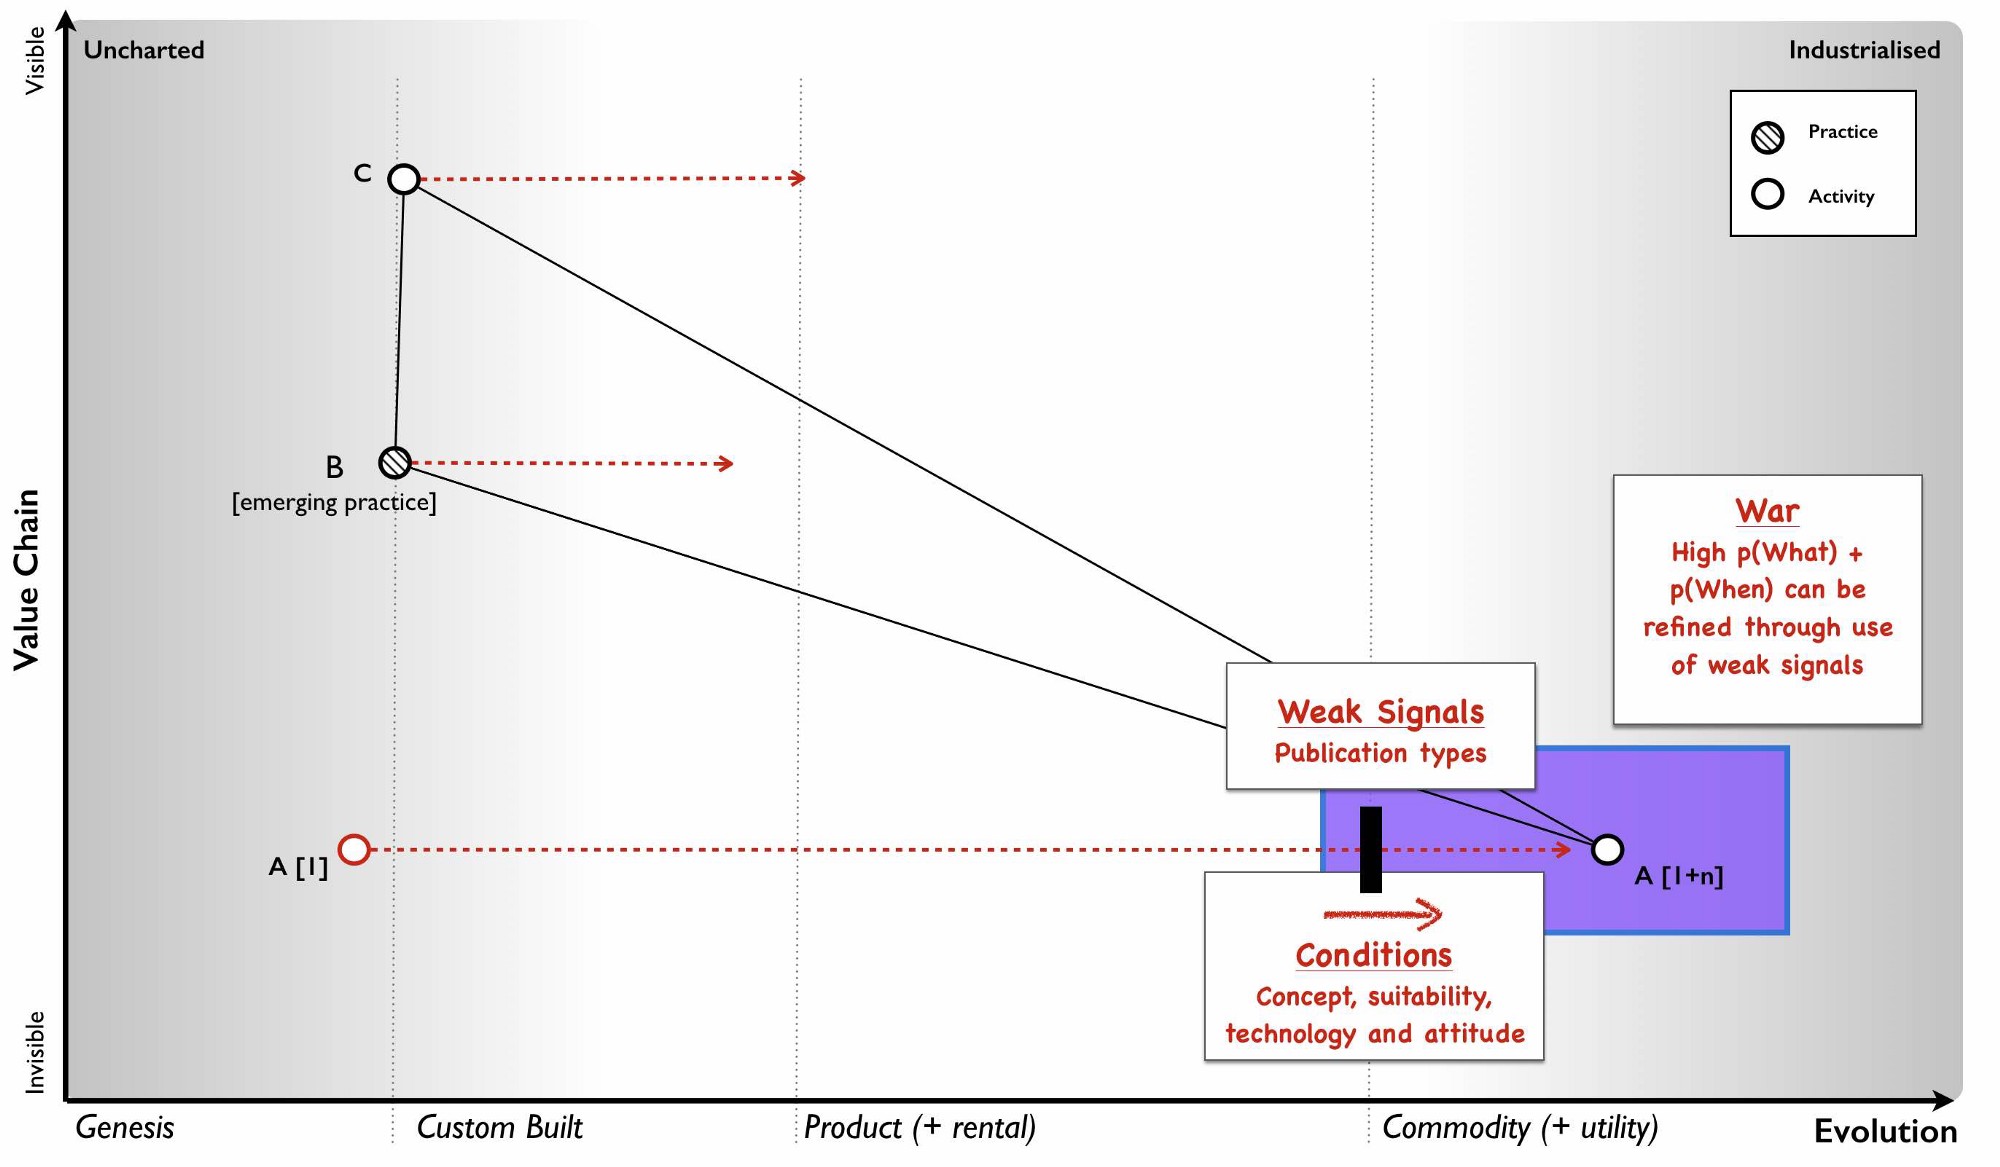 Visible
Uncharted
Industrialised
Practice
Activity
C
B
[emerging practice]
Value Chain
War
High p(What) +
p(When) can be
refined through use
of weak signals
Weak Signals
Publication types
A [1]
A [1+n]
Conditions
Concept, suitability,
technology and attitude
Invisible
Genesis
Custom Built
Product (+ rental)
Commodity (+ utility)
Evolution